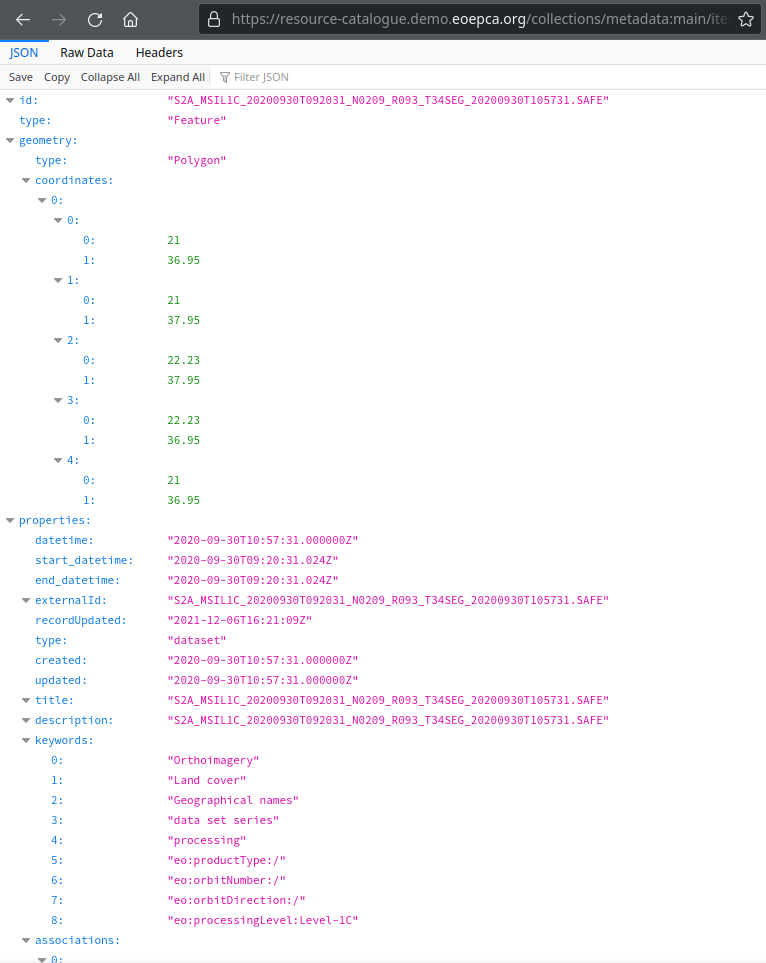 https://resource-catalogue.demo.eoepca.org/collections/metadata:main/ite
JSON Raw Data Headers
Save Copy Collapse All Expand All Filter JSON
id: "S2A_MSIL1C_20200930T092031_N0209_R093_T34SEG_20200930T105731.SAFE"
type: "Feature"
geometry:
type: "Polygon"
coordinates:
0:
0:
0: 21
1: 36.95
1:
0: 21
1: 37.95
2:
0: 22.23
1: 37.95
3:
0: 22.23
1: 36.95
4:
0: 21
1: 36.95
properties:
datetime: "2020-09-30T10:57:31.000000Z"
start_datetime: "2020-09-30T09:20:31.024Z"
end_datetime: "2020-09-30T09:20:31.024Z"
externalId: "S2A_MSIL1C_20200930T092031_N0209_R093_T34SEG_20200930T105731.SAFE"
recordUpdated: "2021-12-06T16:21:09Z"
type: "dataset"
created: "2020-09-30T10:57:31.000000Z"
updated: "2020-09-30T10:57:31.000000Z"
title: "S2A_MSIL1C_20200930T092031_N0209_R093_T34SEG_20200930T105731.SAFE"
description: "S2A_MSIL1C_20200930T092031_N0209_R093_T34SEG_20200930T105731.SAFE"
keywords:
0: "Orthoimagery"
1: "Land cover"
2: "Geographical names"
3: "data set series"
4: "processing"
5: "eo:productType:/"
6: "eo:orbitNumber:/"
7: "eo:orbitDirection:/"
8: "eo:processingLevel:Level-1C"
associations:
0: